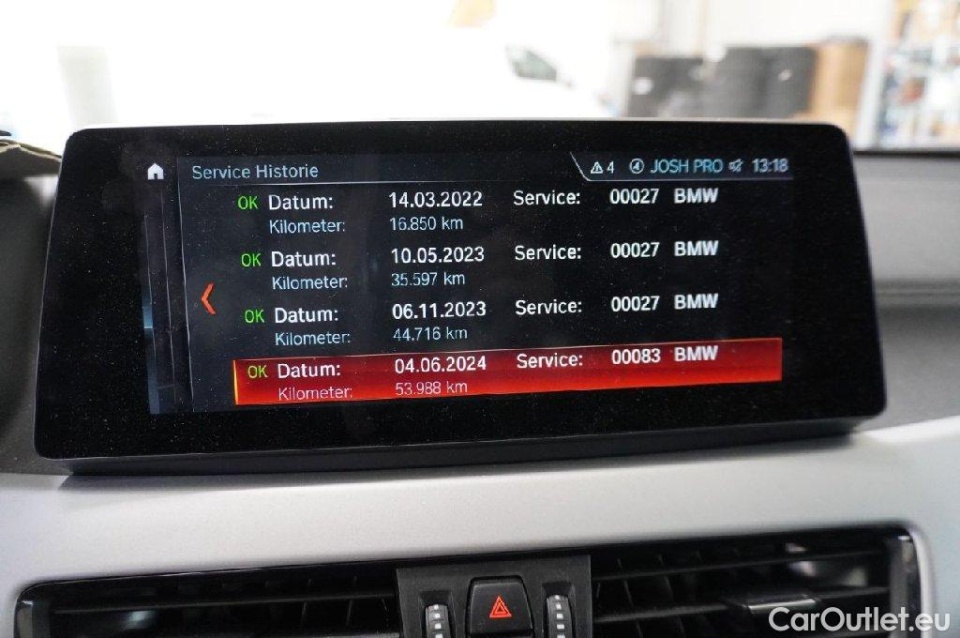 Service Historie
4 JOSH PRO 13:18
OK Datum: 14.03.2022 Service: 00027 BMW
Kilometer: 16.850 km
OK Datum: 10.05.2023 Service: 00027 BMW
Kilometer: 35.597 km
OK Datum: 06.11.2023 Service: 00027 BMW
Kilometer: 44.716 km
OK Datum: 04.06.2024 Service: 00083 BMW
Kilometer: 53.988 km
CarOutlet.eu